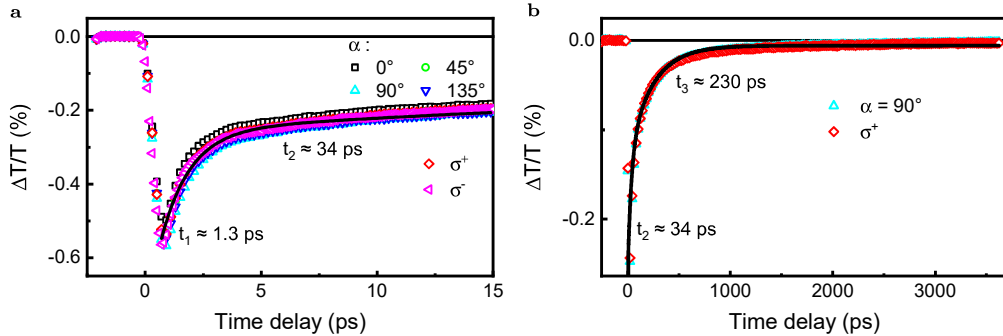 a
ΔT/T (%)
0.0
-0.2
-0.4
-0.6
α :
0° 45°
90° 135°
t₂ ≈ 34 ps
σ⁺
σ⁻
t₁ ≈ 1.3 ps
0 5 10 15
Time delay (ps)
b
ΔT/T (%)
0.0
-0.2
t₃ ≈ 230 ps
α = 90°
σ⁺
t₂ ≈ 34 ps
0 1000 2000 3000
Time delay (ps)